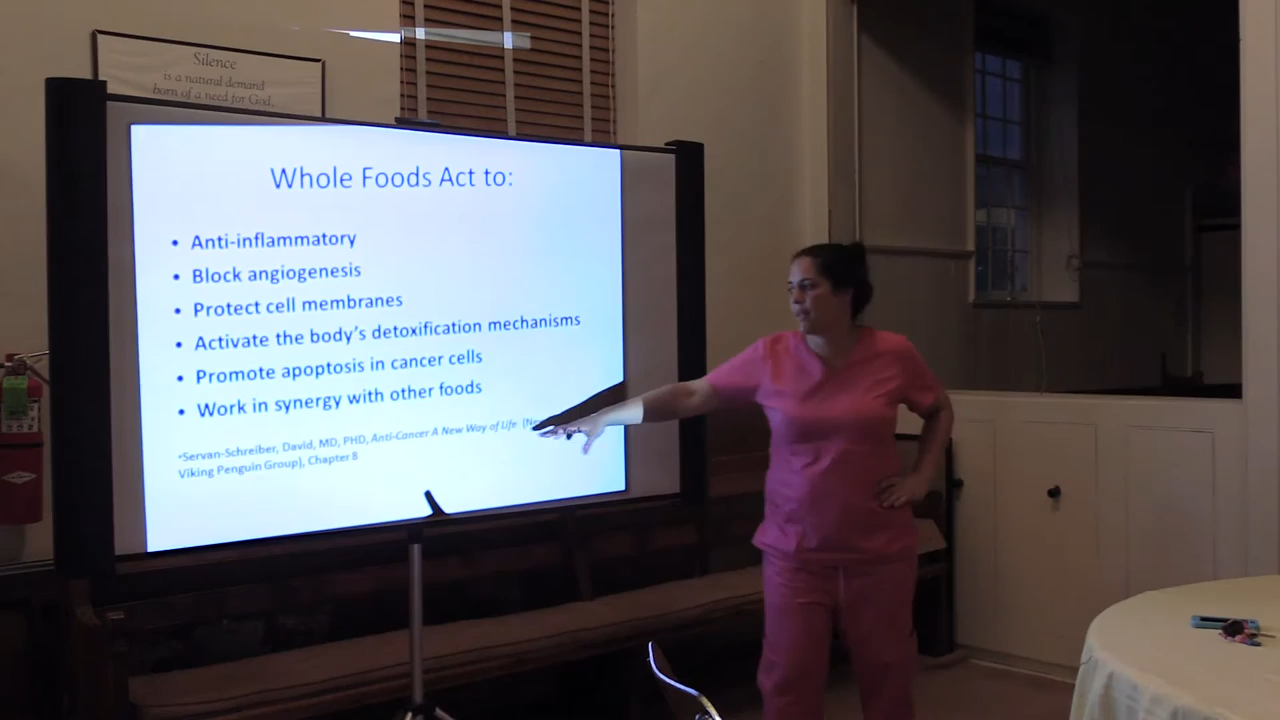 Silence
is a natural demand
born of a need for God,
Whole Foods Act to:
• Anti-inflammatory
• Block angiogenesis
• Protect cell membranes
• Activate the body's detoxification mechanisms
• Promote apoptosis in cancer cells
• Work in synergy with other foods
•Servan-Schreiber, David, MD, PHD, Anti-Cancer A New Way of Life
Viking Penguin Group), Chapter 8